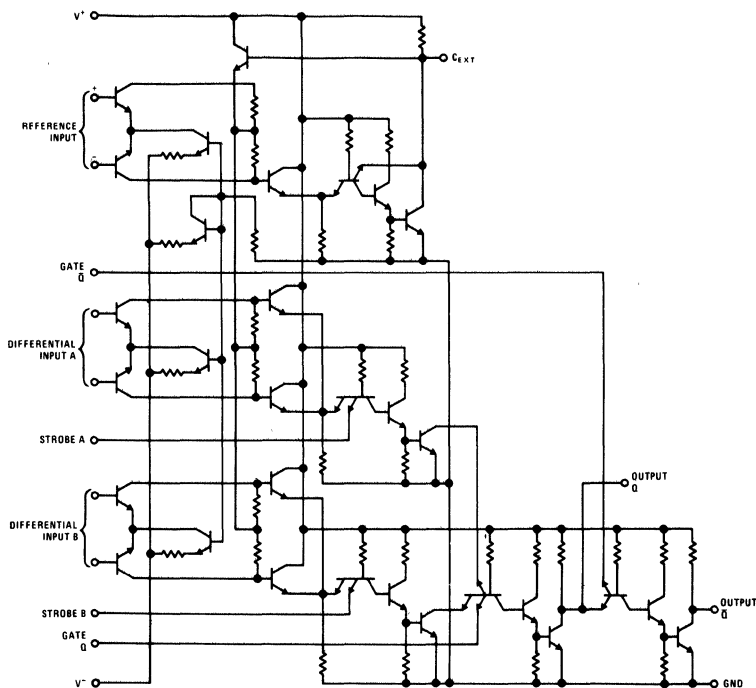 V+
C EXT
+
REFERENCE
INPUT
-
GATE
Q̄
DIFFERENTIAL
INPUT A
STROBE A
OUTPUT
Q
DIFFERENTIAL
INPUT B
STROBE B
OUTPUT
Q̄
GATE
Q
V-
GND